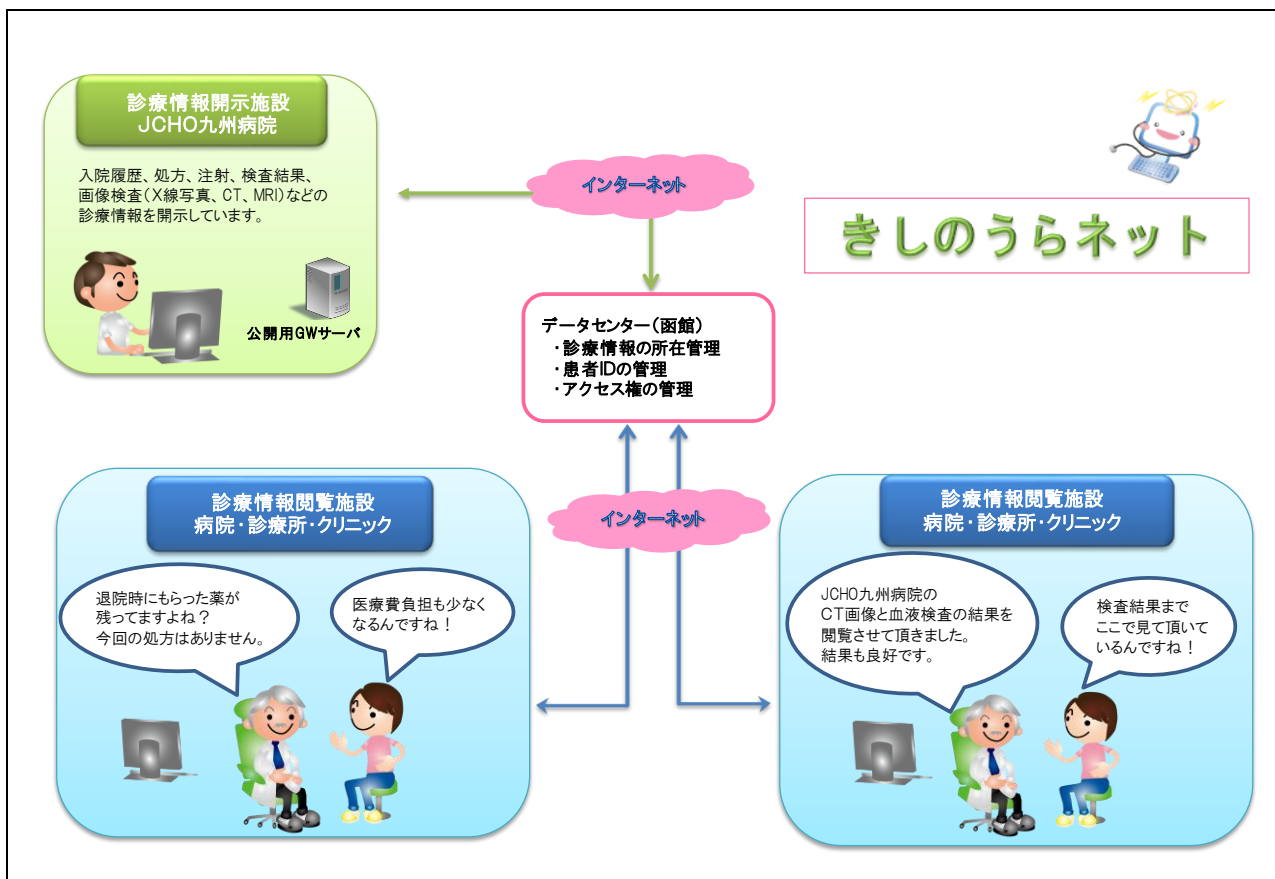 診療情報開示施設
JCHO九州病院
入院履歴、処方、注射、検査結果、
画像検査(X線写真、CT、MRI)などの
診療情報を開示しています。
公開用GWサーバ
インターネット
きしのうらネット
データセンター(函館)
・診療情報の所在管理
・患者IDの管理
・アクセス権の管理
インターネット
診療情報閲覧施設
病院・診療所・クリニック
退院時にもらった薬が
残ってますよね?
今回の処方はありません。
医療費負担も少なく
なるんですね!
診療情報閲覧施設
病院・診療所・クリニック
JCHO九州病院の
CT画像と血液検査の結果を
閲覧させて頂きました。
結果も良好です。
検査結果まで
ここで見て頂いて
いるんですね!